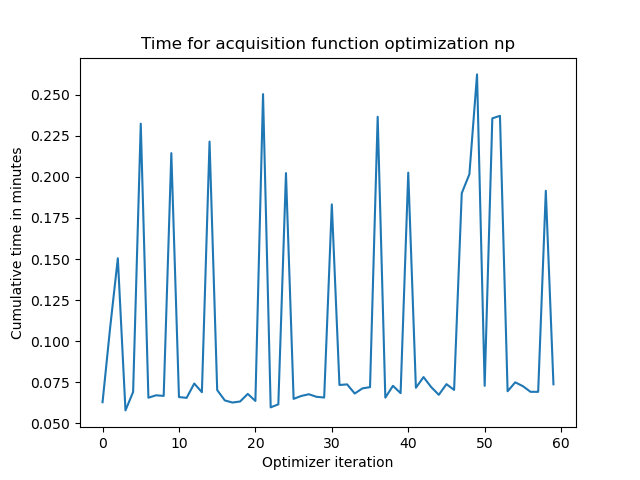 Time for acquisition function optimization np
Cumulative time in minutes
0.250
0.225
0.200
0.175
0.150
0.125
0.100
0.075
0.050
0 10 20 30 40 50 60
Optimizer iteration